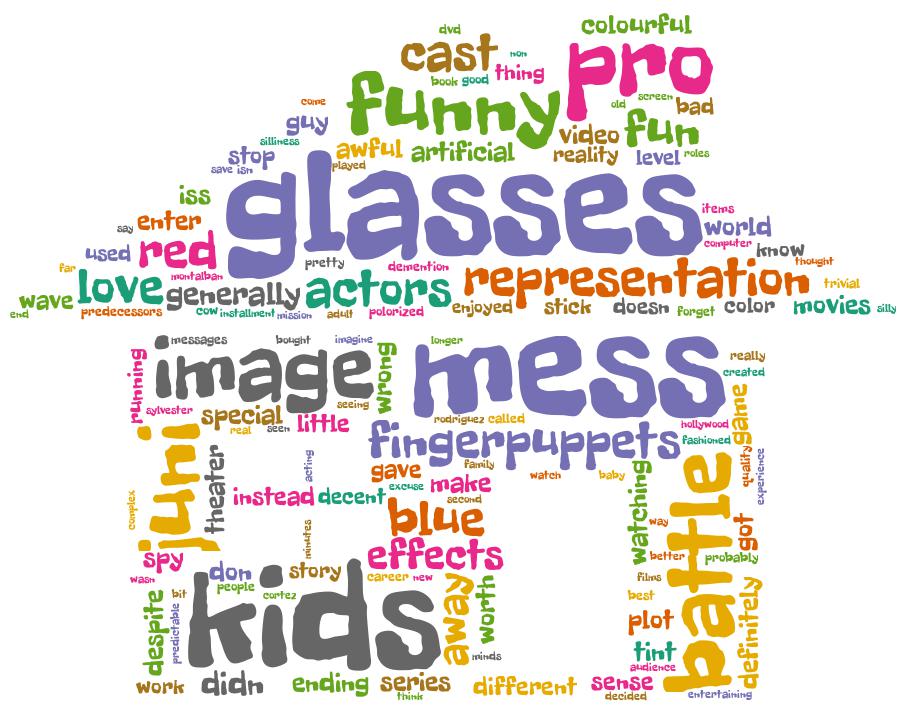 dvd
colourful
cast
non
pro
book
good
thing
funny
come
old
screen
bad
guy
video
fun
silliness
stop
awful
artificial
reality
level
roles
save
isn
played
iss
glasses
items
say
enter
world
computer
used
red
pretty
know
thought
far
montalban
demention
wave
love
generally
actors
representation
trivial
end
predecessors
cow
installment
mission
adult
polorized
enjoyed
stick
doesn
forget
color
movies
silly
running
messages
bought
imagine
image
wrong
longer
mess
really
created
seeing
sylvester
special
real
seen
little
rodriguez
called
hollywood
game
juni
fingerpuppets
fashioned
theater
acting
family
gave
watch
baby
quality
experience
complex
instead
decent
excuse
make
second
watching
battle
blue
minutes
way
got
spy
effects
better
probably
wasn
don
story
career
new
films
people
cortez
despite
bit
predictable
kids
away
worth
best
plot
definitely
tint
minds
audience
work
didn
ending
series
think
different
sense
decided
entertaining